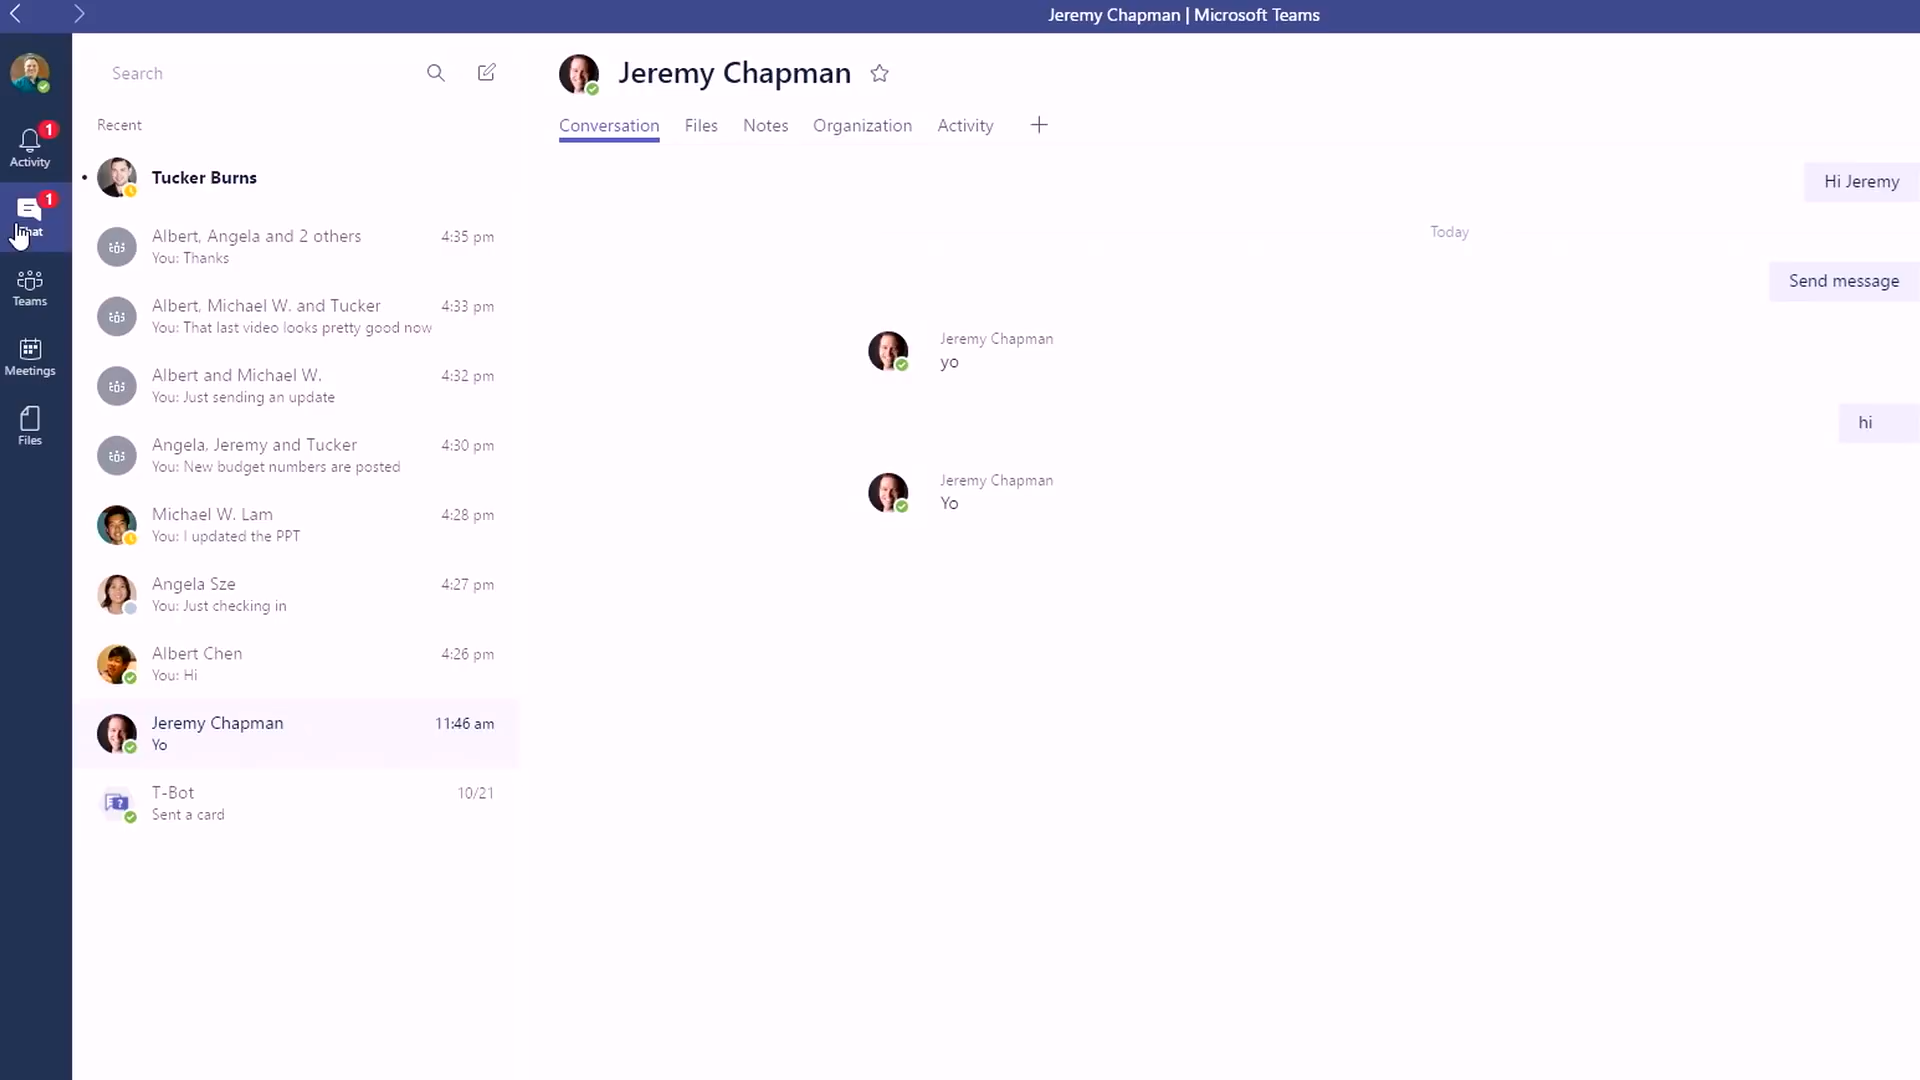 Jeremy Chapman | Microsoft Teams
Search
Recent
1
Activity
1
Teams
Meetings
Files
Tucker Burns
Albert, Angela and 2 others 4:35 pm
You: Thanks
Albert, Michael W. and Tucker 4:33 pm
You: That last video looks pretty good now
Albert and Michael W. 4:32 pm
You: Just sending an update
Angela, Jeremy and Tucker 4:30 pm
You: New budget numbers are posted
Michael W. Lam 4:28 pm
You: I updated the PPT
Angela Sze 4:27 pm
You: Just checking in
Albert Chen 4:26 pm
You: Hi
Jeremy Chapman 11:46 am
Yo
T-Bot 10/21
Sent a card
Jeremy Chapman
Conversation Files Notes Organization Activity
Hi Jeremy
Today
Send message
Jeremy Chapman
yo
hi
Jeremy Chapman
Yo